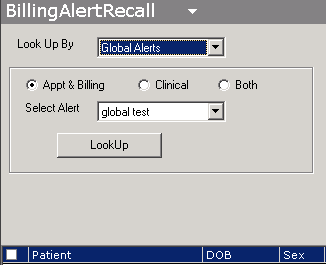 BillingAlertRecall
Look Up By Global Alerts
Appt & Billing Clinical Both
Select Alert global test
LookUp
Patient DOB Sex